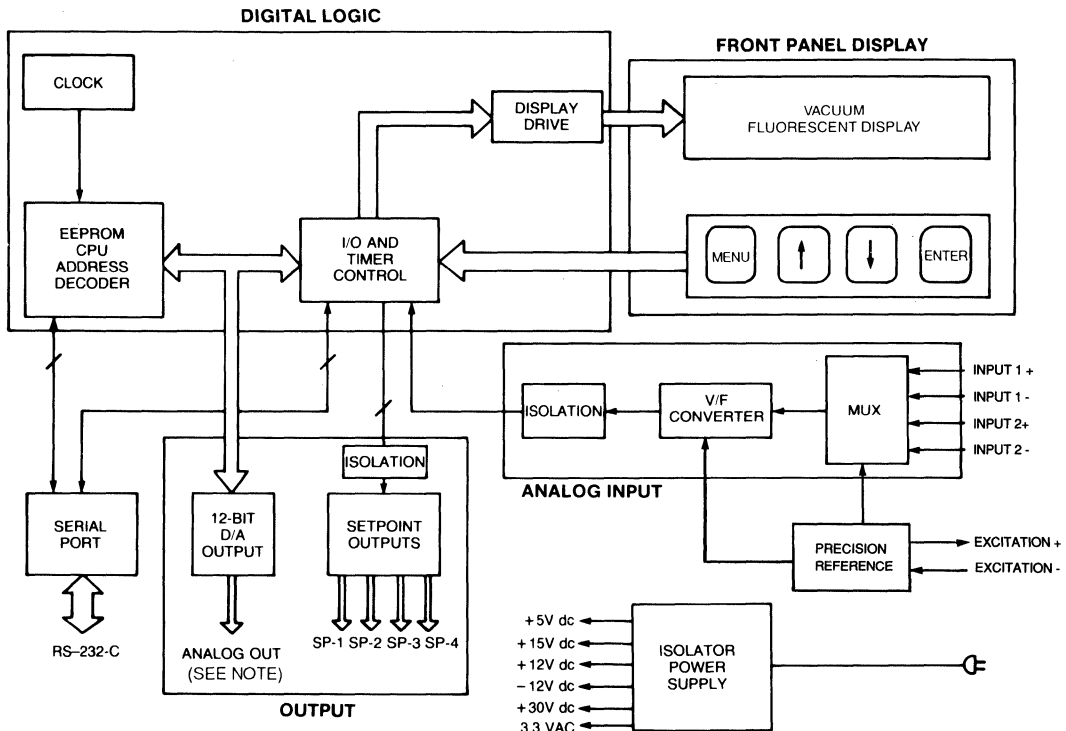 DIGITAL LOGIC
CLOCK
EEPROM
CPU
ADDRESS
DECODER
I/O AND
TIMER
CONTROL
DISPLAY
DRIVE
FRONT PANEL DISPLAY
VACUUM
FLUORESCENT DISPLAY
MENU
ENTER
ISOLATION
V/F
CONVERTER
MUX
INPUT 1 +
INPUT 1 -
INPUT 2+
INPUT 2 -
ANALOG INPUT
PRECISION
REFERENCE
EXCITATION +
EXCITATION -
SERIAL
PORT
RS–232-C
12-BIT
D/A
OUTPUT
ANALOG OUT
(SEE NOTE)
ISOLATION
SETPOINT
OUTPUTS
SP-1 SP-2 SP-3 SP-4
OUTPUT
+5V dc
+15V dc
+12V dc
–12V dc
+30V dc
3.3 VAC
ISOLATOR
POWER
SUPPLY